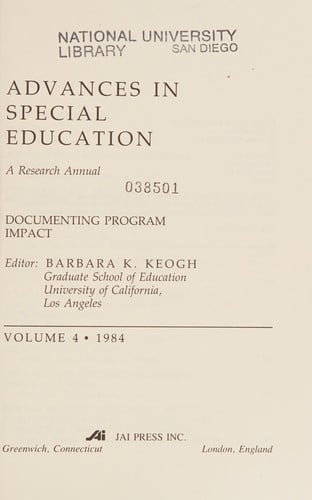 NATIONAL UNIVERSITY
LIBRARY SAN DIEGO
ADVANCES IN
SPECIAL
EDUCATION
A Research Annual
038501
DOCUMENTING PROGRAM
IMPACT
Editor: BARBARA K. KEOGH
Graduate School of Education
University of California,
Los Angeles
VOLUME 4 • 1984
JAI JAI PRESS INC.
Greenwich, Connecticut London, England